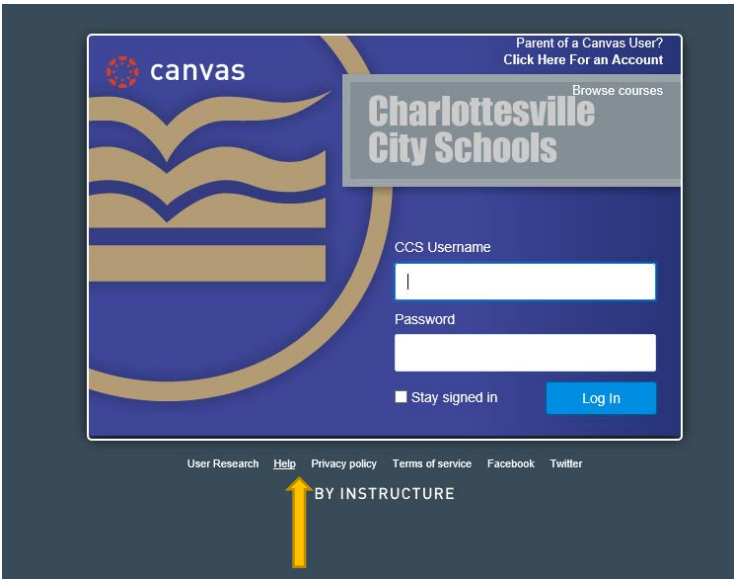 canvas
Parent of a Canvas User?
Click Here For an Account
Browse courses
Charlottesville
City Schools
CCS Username
Password
Stay signed in
Log In
User Research Help Privacy policy Terms of service Facebook Twitter
BY INSTRUCTURE